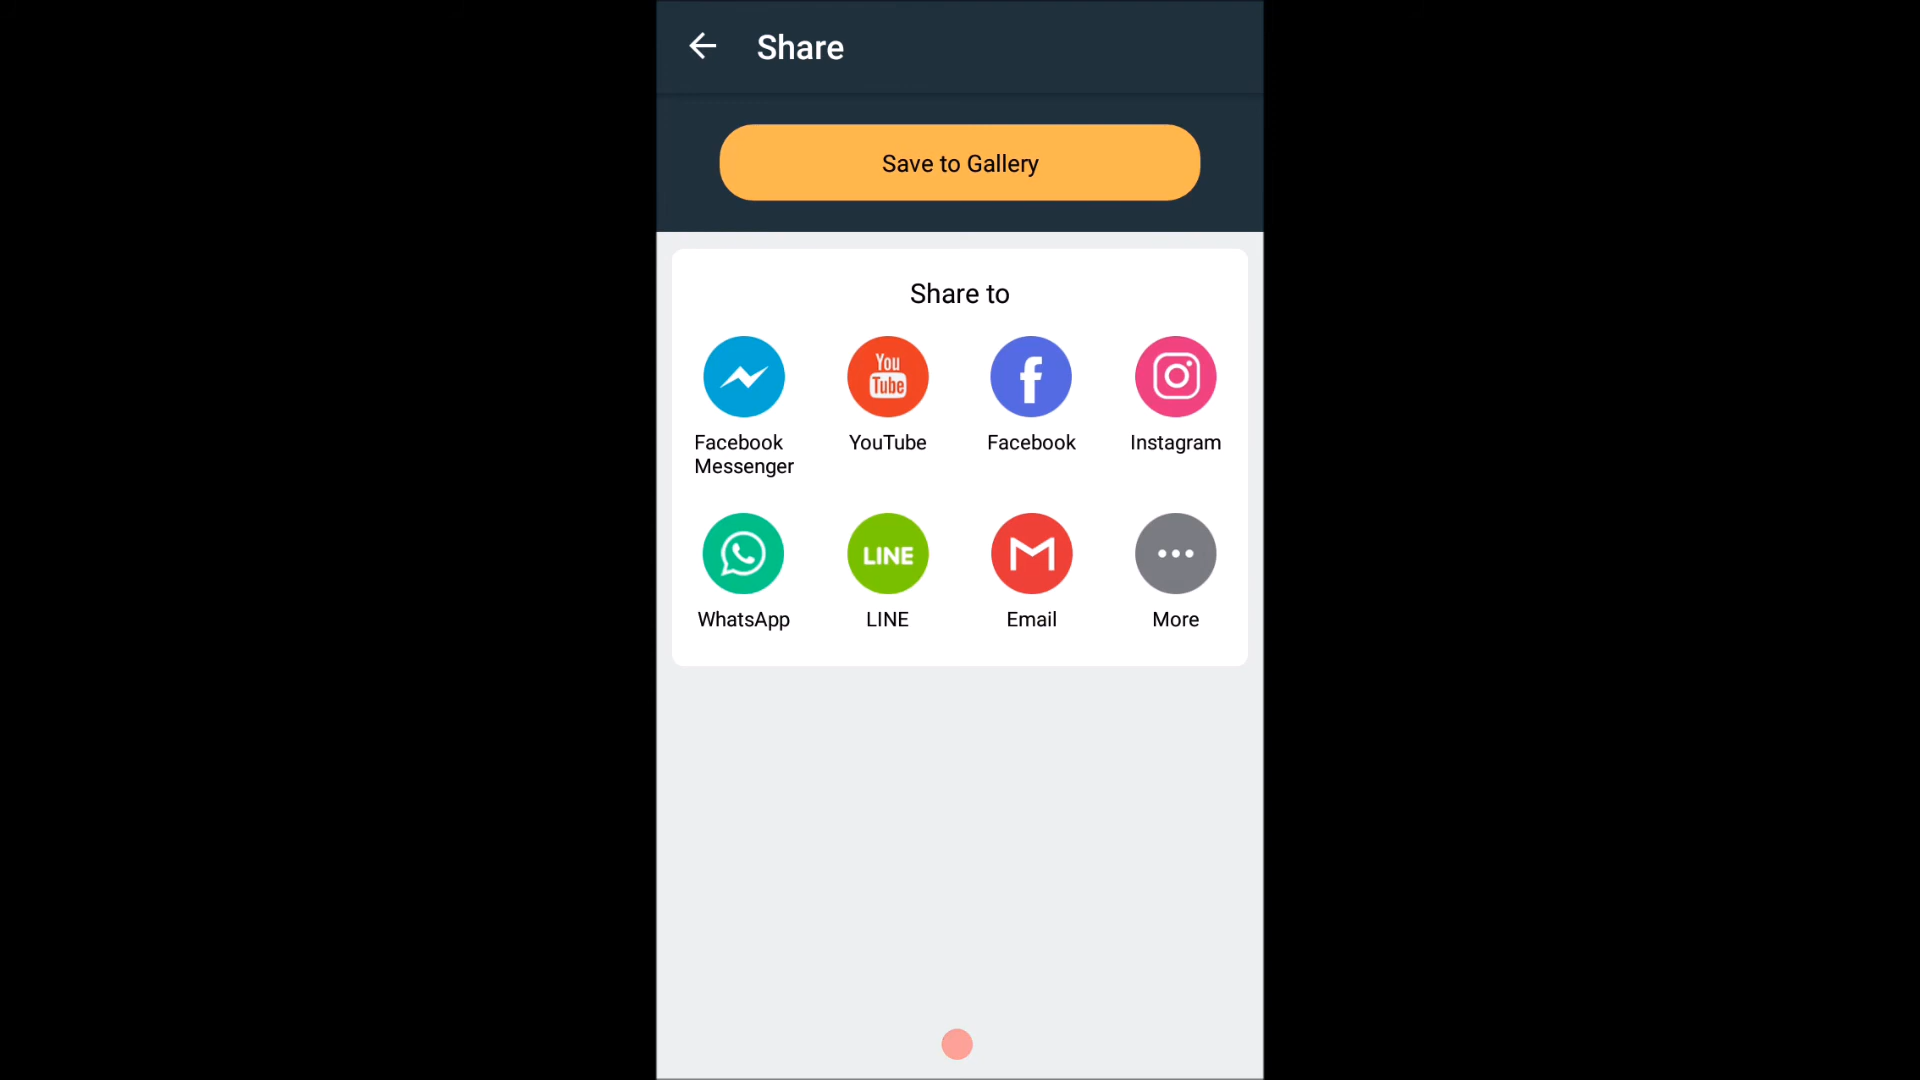 Share
Save to Gallery
Share to
You
Tube
Facebook
Messenger
YouTube
Facebook
Instagram
LINE
WhatsApp
LINE
Email
More